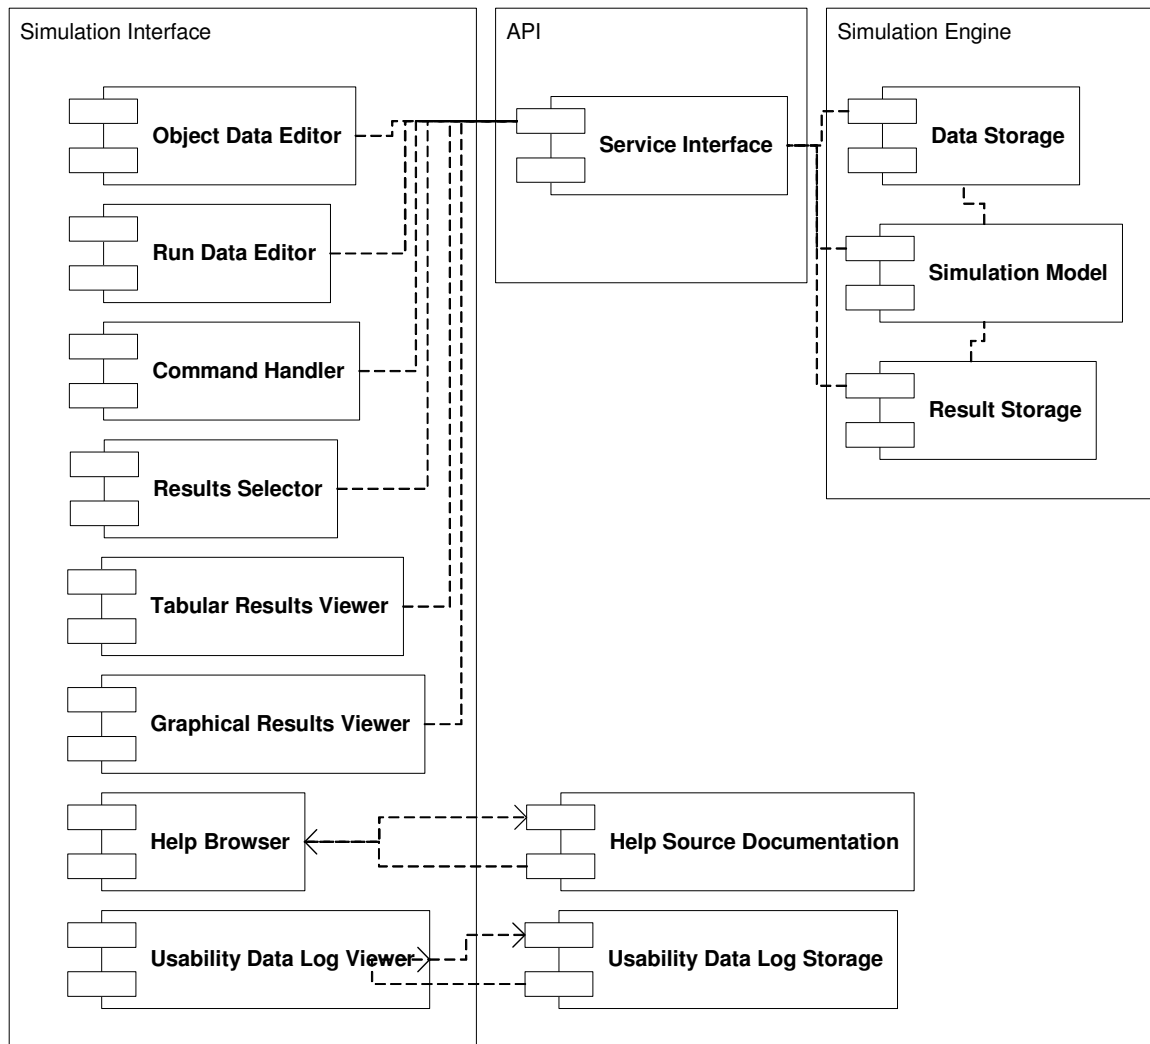 Simulation Interface
API
Simulation Engine
Object Data Editor
Service Interface
Data Storage
Run Data Editor
Simulation Model
Command Handler
Result Storage
Results Selector
Tabular Results Viewer
Graphical Results Viewer
Help Browser
Help Source Documentation
Usability Data Log Viewer
Usability Data Log Storage